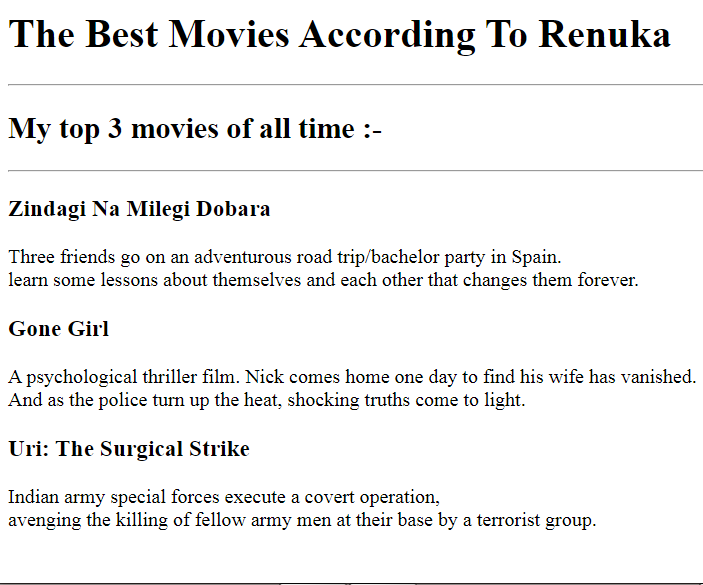 The Best Movies According To Renuka
My top 3 movies of all time :-
Zindagi Na Milegi Dobara
Three friends go on an adventurous road trip/bachelor party in Spain.
learn some lessons about themselves and each other that changes them forever.
Gone Girl
A psychological thriller film. Nick comes home one day to find his wife has vanished.
And as the police turn up the heat, shocking truths come to light.
Uri: The Surgical Strike
Indian army special forces execute a covert operation,
avenging the killing of fellow army men at their base by a terrorist group.